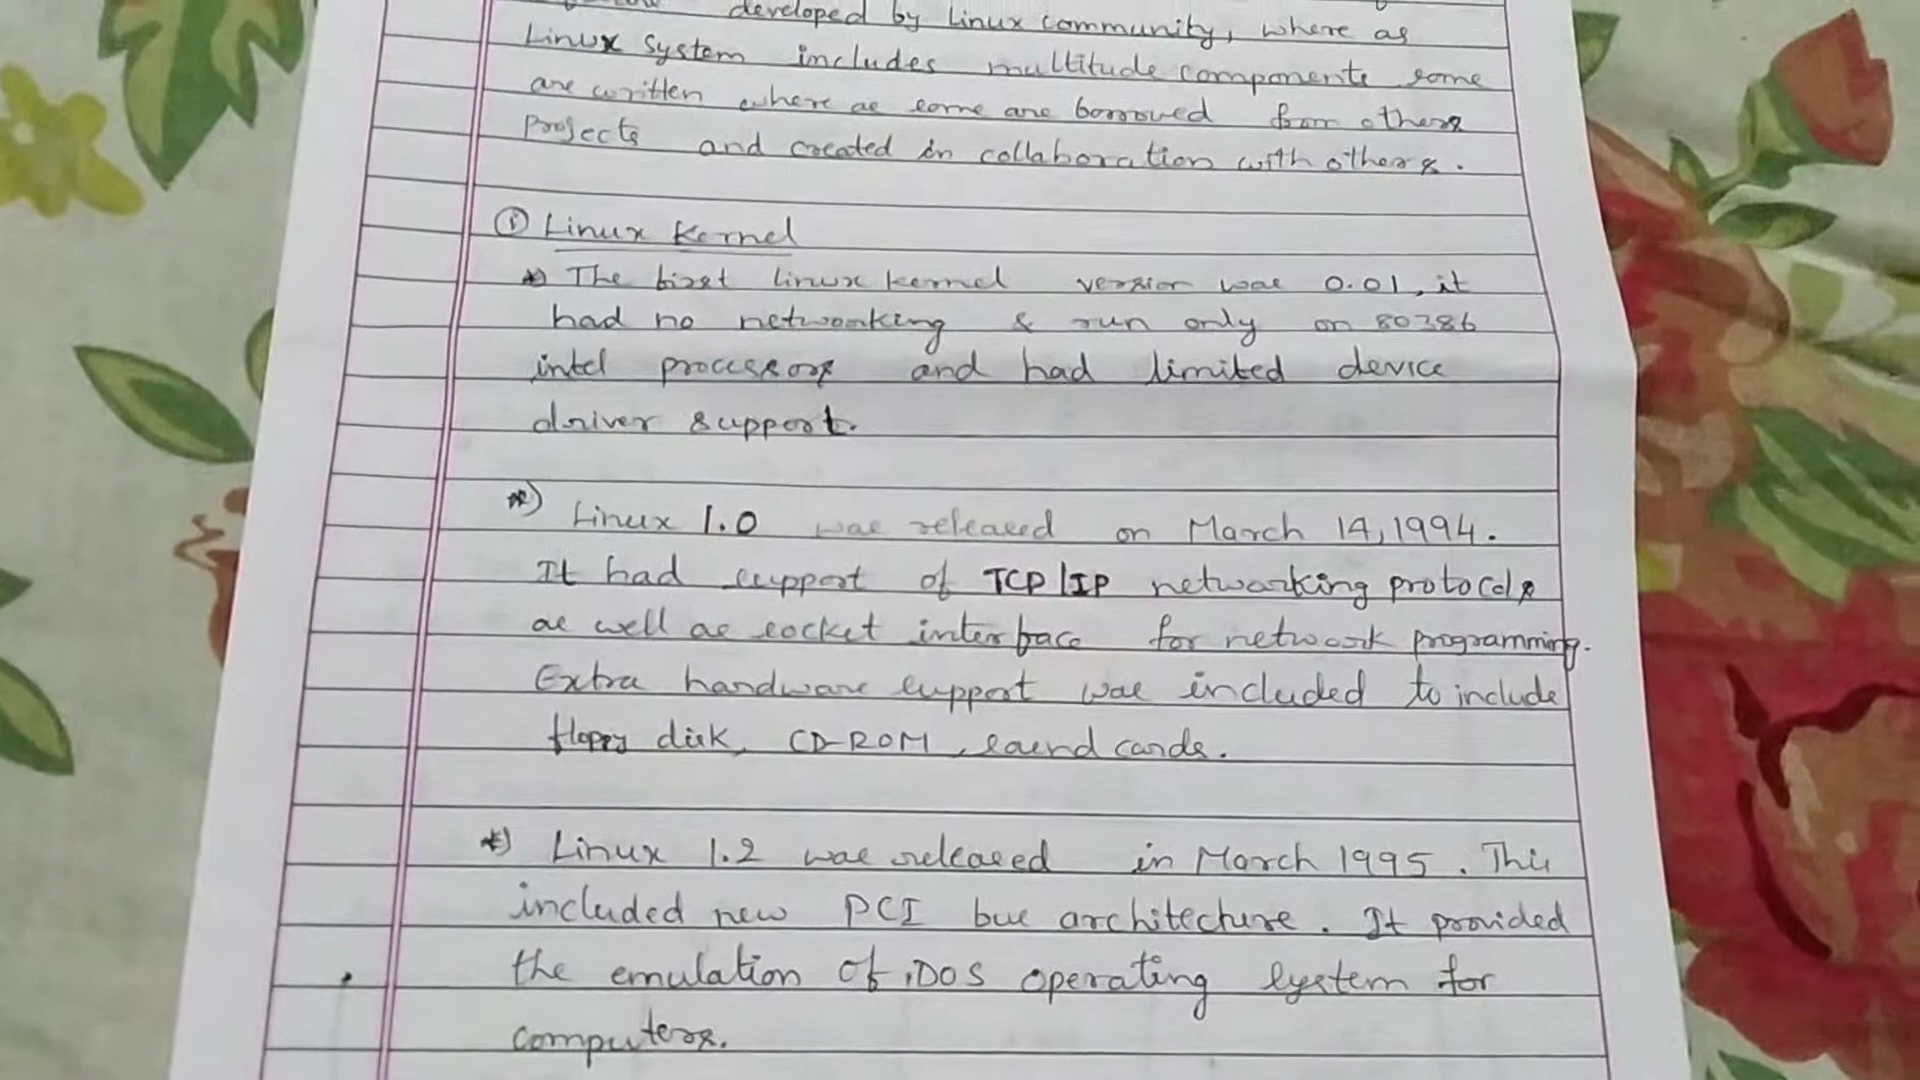 developed by Linux community, where as
Linux System includes multitude components some
are written where as some are borrowed from others
Projects and created in collaboration with others.
① Linux Kernel
*) The first linux kernel version was 0.01, it
had no networking & run only on 80386
intel processors and had limited device
driver support.
*) Linux 1.0 was released on March 14, 1994.
It had support of TCP/IP networking protocols
as well as socket interface for network programming.
Extra hardware support was included to include
floppy disk, CD-ROM, sound cards.
*) Linux 1.2 was released in March 1995. This
included new PCI bus architecture. It provided
the emulation of DOS operating system for
computers.